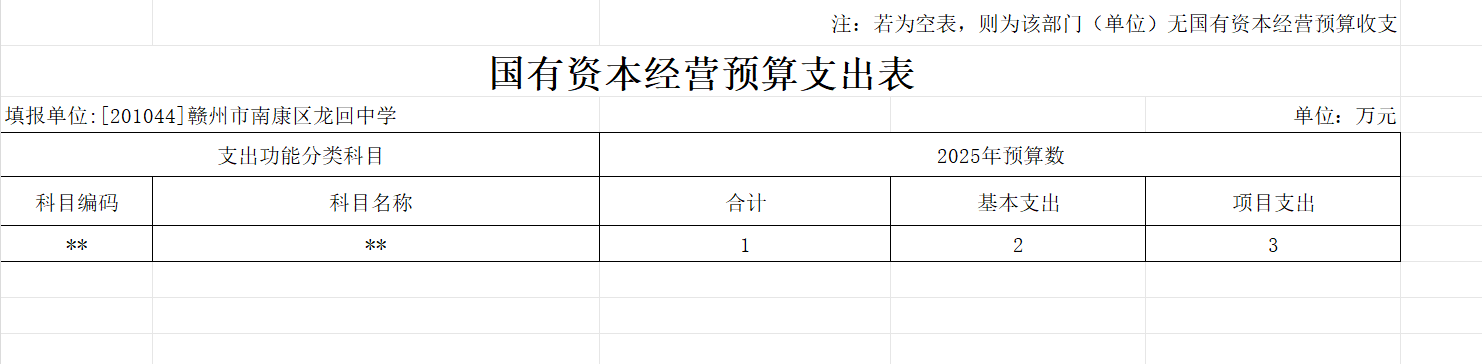 注：若为空表，则为该部门（单位）无国有资本经营预算收支
国有资本经营预算支出表
填报单位:[201044]赣州市南康区龙回中学 单位：万元
支出功能分类科目 2025年预算数
科目编码 科目名称 合计 基本支出 项目支出
** ** 1 2 3